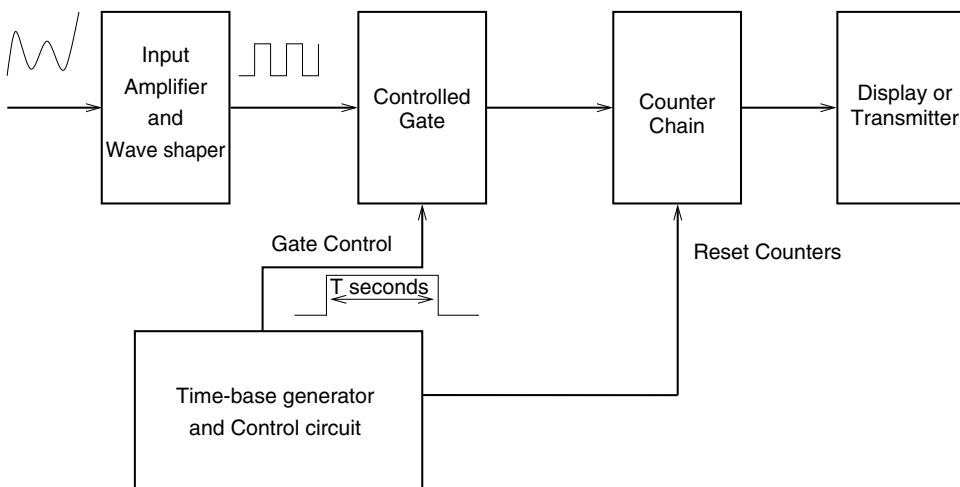 Input
Amplifier
and
Wave shaper
Controlled
Gate
Counter
Chain
Display or
Transmitter
Gate Control
Reset Counters
T seconds
Time-base generator
and Control circuit